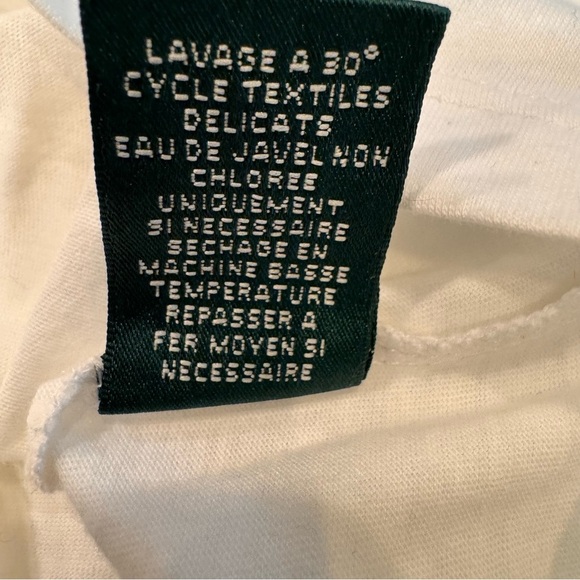 LAVAGE A 30°
CYCLE TEXTILES
DELICATS
EAU DE JAVEL NON
CHLOREE
UNIQUEMENT
SI NECESSAIRE
SECHAGE EN
MACHINE BASSE
TEMPERATURE
REPASSER A
FER MOYEN SI
NECESSAIRE